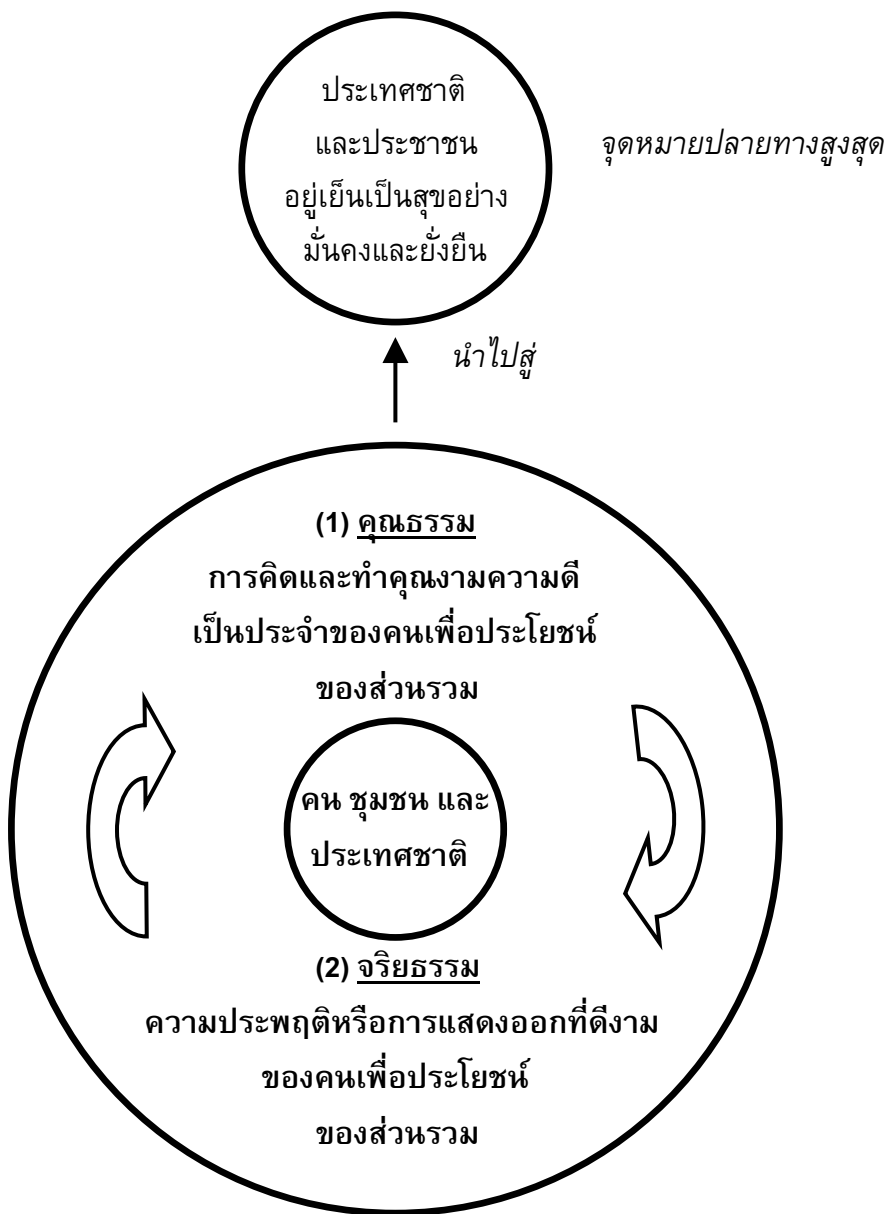 ประเทศชาติ
และประชาชน
อยู่เย็นเป็นสุขอย่าง
มั่นคงและยั่งยืน
จุดหมายปลายทางสูงสุด
นำไปสู่
(1) คุณธรรม
การคิดและทำคุณงามความดี
เป็นประจำของคนเพื่อประโยชน์
ของส่วนรวม
คน ชุมชน และ
ประเทศชาติ
(2) จริยธรรม
ความประพฤติหรือการแสดงออกที่ดีงาม
ของคนเพื่อประโยชน์
ของส่วนรวม